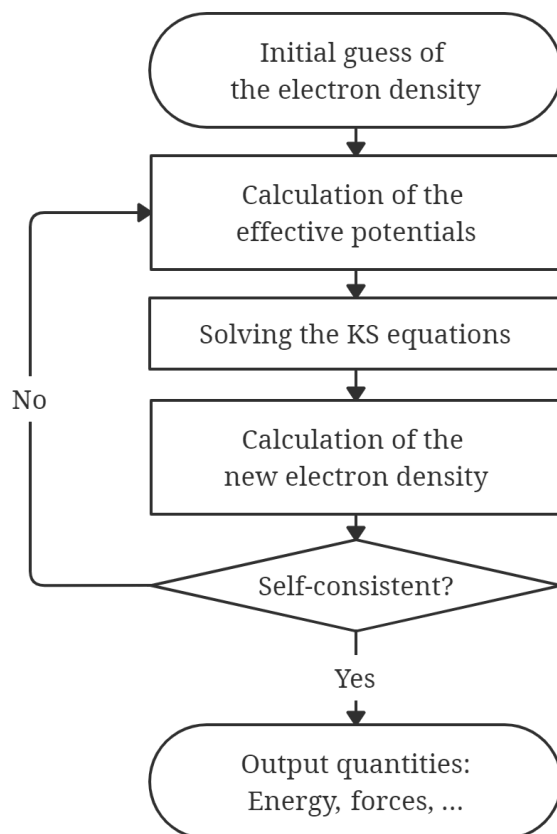 Initial guess of
the electron density
Calculation of the
effective potentials
Solving the KS equations
No
Calculation of the
new electron density
Self-consistent?
Yes
Output quantities:
Energy, forces, ...